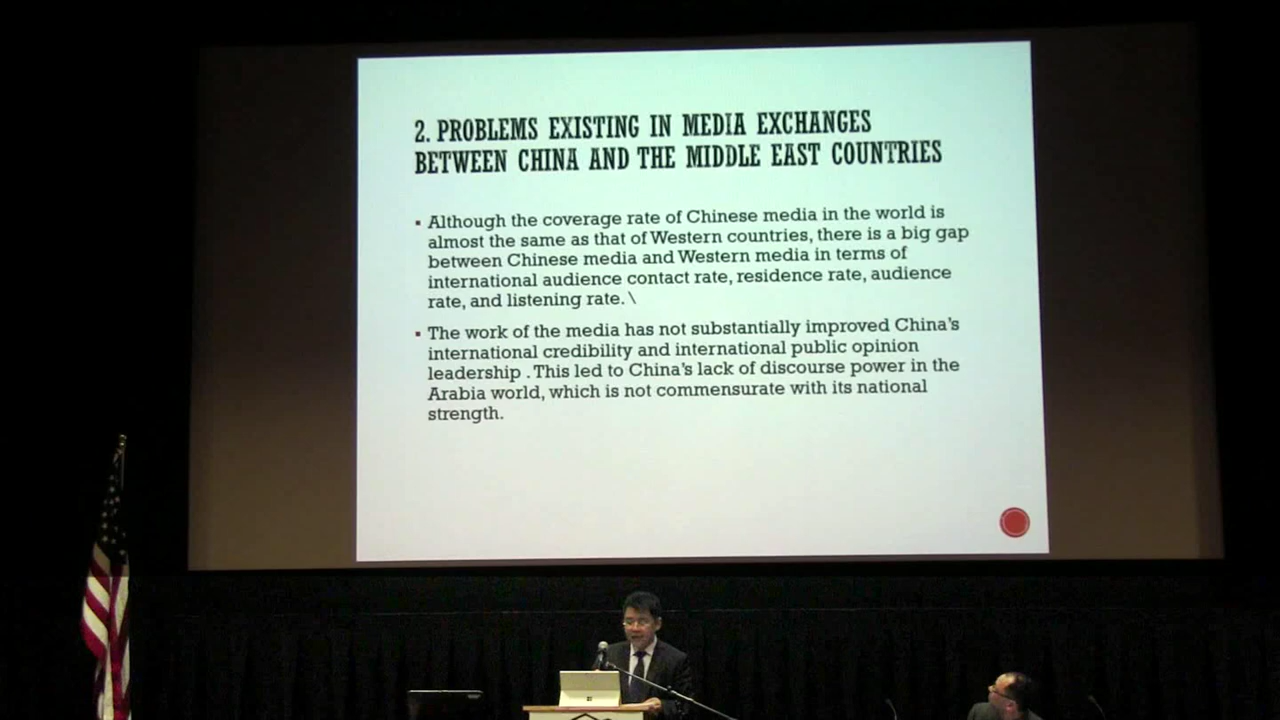 2. PROBLEMS EXISTING IN MEDIA EXCHANGES
BETWEEN CHINA AND THE MIDDLE EAST COUNTRIES
▪ Although the coverage rate of Chinese media in the world is
almost the same as that of Western countries, there is a big gap
between Chinese media and Western media in terms of
international audience contact rate, residence rate, audience
rate, and listening rate. \
▪ The work of the media has not substantially improved China's
international credibility and international public opinion
leadership . This led to China's lack of discourse power in the
Arabia world, which is not commensurate with its national
strength.